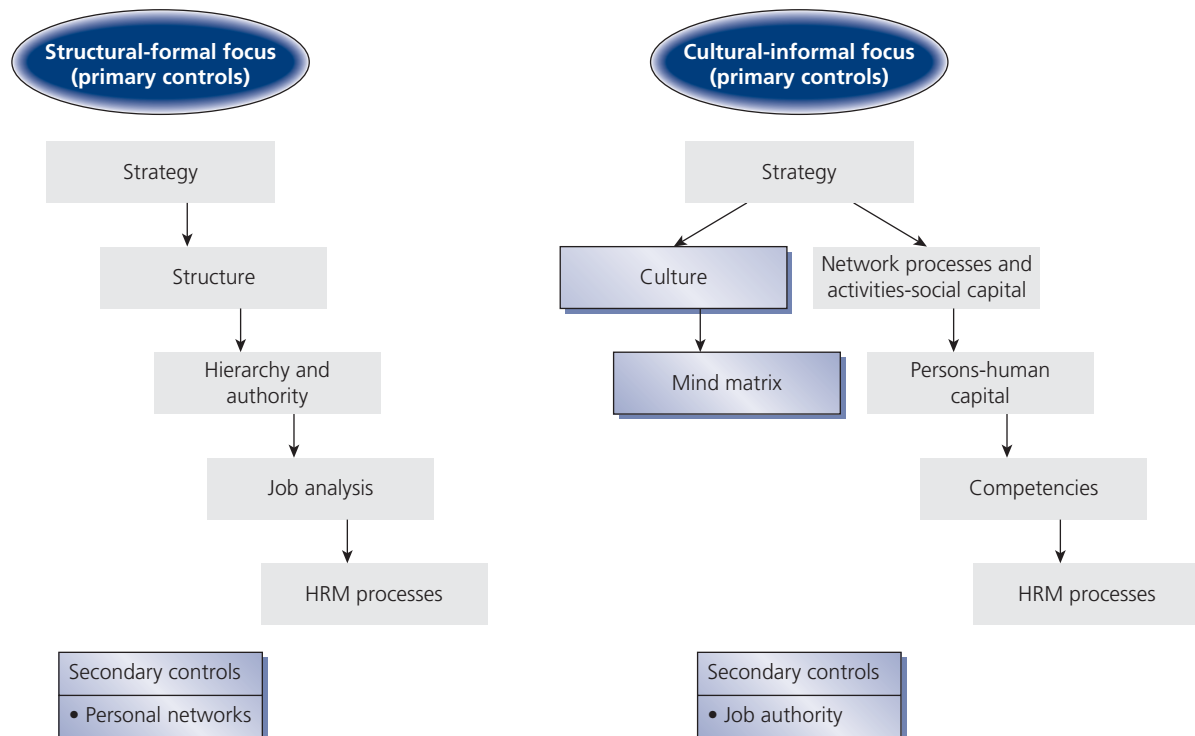 Structural-formal focus
(primary controls)
Strategy
Structure
Hierarchy and
authority
Job analysis
HRM processes
Secondary controls
• Personal networks
Cultural-informal focus
(primary controls)
Strategy
Culture
Network processes and
activities-social capital
Mind matrix
Persons-human
capital
Competencies
HRM processes
Secondary controls
• Job authority